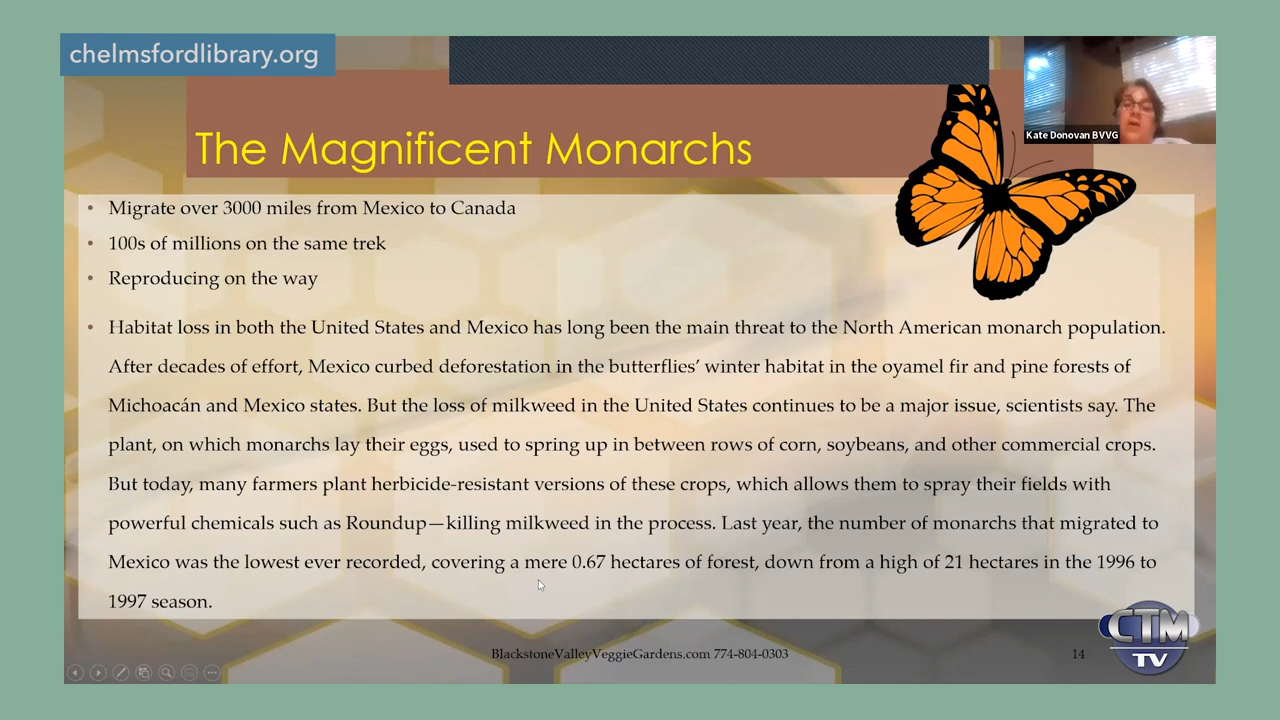 chelmsfordlibrary.org
Kate Donovan BVVG
The Magnificent Monarchs
• Migrate over 3000 miles from Mexico to Canada
• 100s of millions on the same trek
• Reproducing on the way
• Habitat loss in both the United States and Mexico has long been the main threat to the North American monarch population.
After decades of effort, Mexico curbed deforestation in the butterflies’ winter habitat in the oyamel fir and pine forests of
Michoacán and Mexico states. But the loss of milkweed in the United States continues to be a major issue, scientists say. The
plant, on which monarchs lay their eggs, used to spring up in between rows of corn, soybeans, and other commercial crops.
But today, many farmers plant herbicide-resistant versions of these crops, which allows them to spray their fields with
powerful chemicals such as Roundup—killing milkweed in the process. Last year, the number of monarchs that migrated to
Mexico was the lowest ever recorded, covering a mere 0.67 hectares of forest, down from a high of 21 hectares in the 1996 to
1997 season.
BlackstoneValleyVeggieGardens.com 774-804-0303
14
CTM
TV